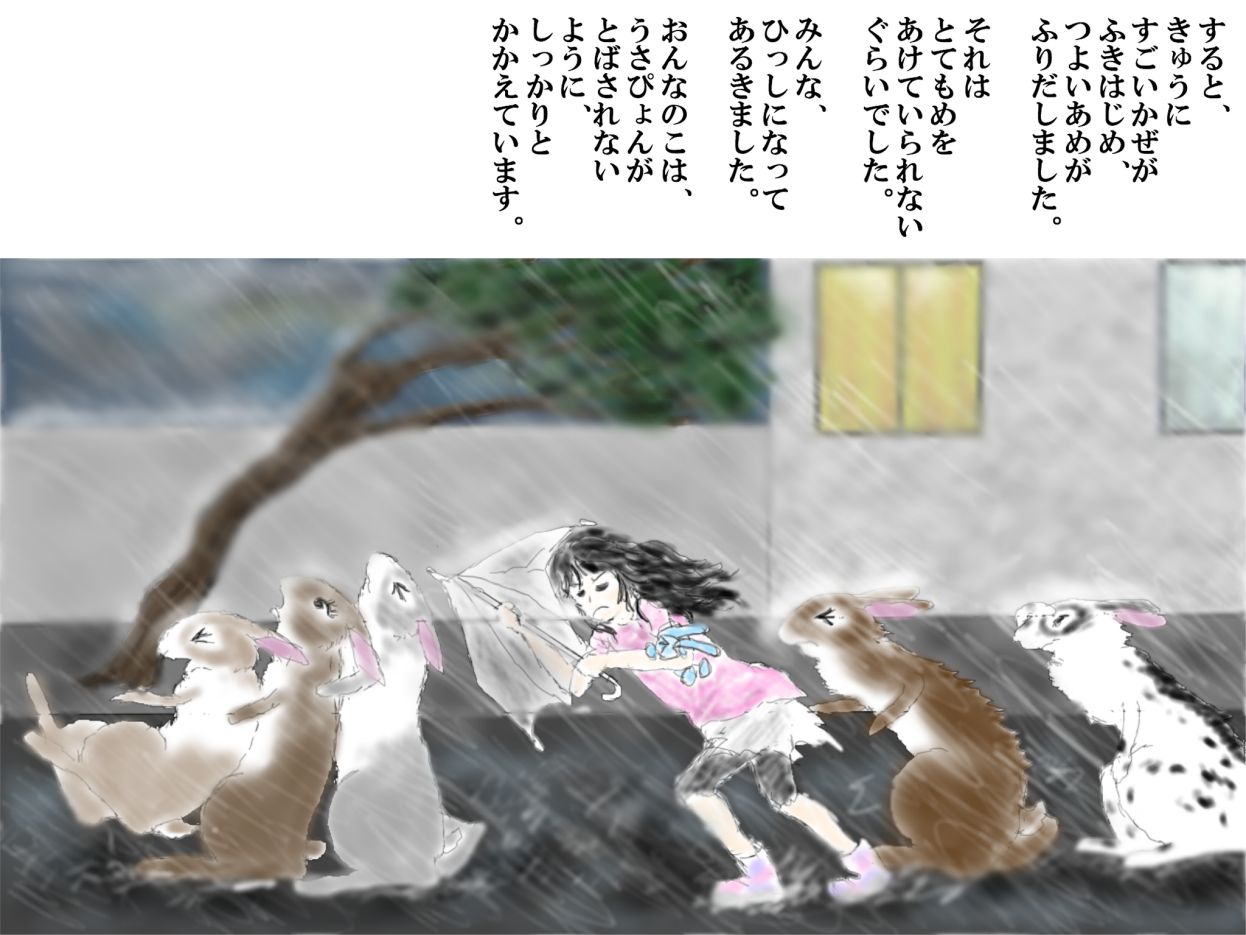 すると、
きゅうに
すごいかぜが
ふきはじめ、
つよいあめが
ふりだしました。
それは
とてもめを
あけていられない
ぐらいでした。
みんな、
ひっしになって
あるきました。
おんなのこは、
うさぴょんが
とばされない
ように、
しっかりと
かかえています。